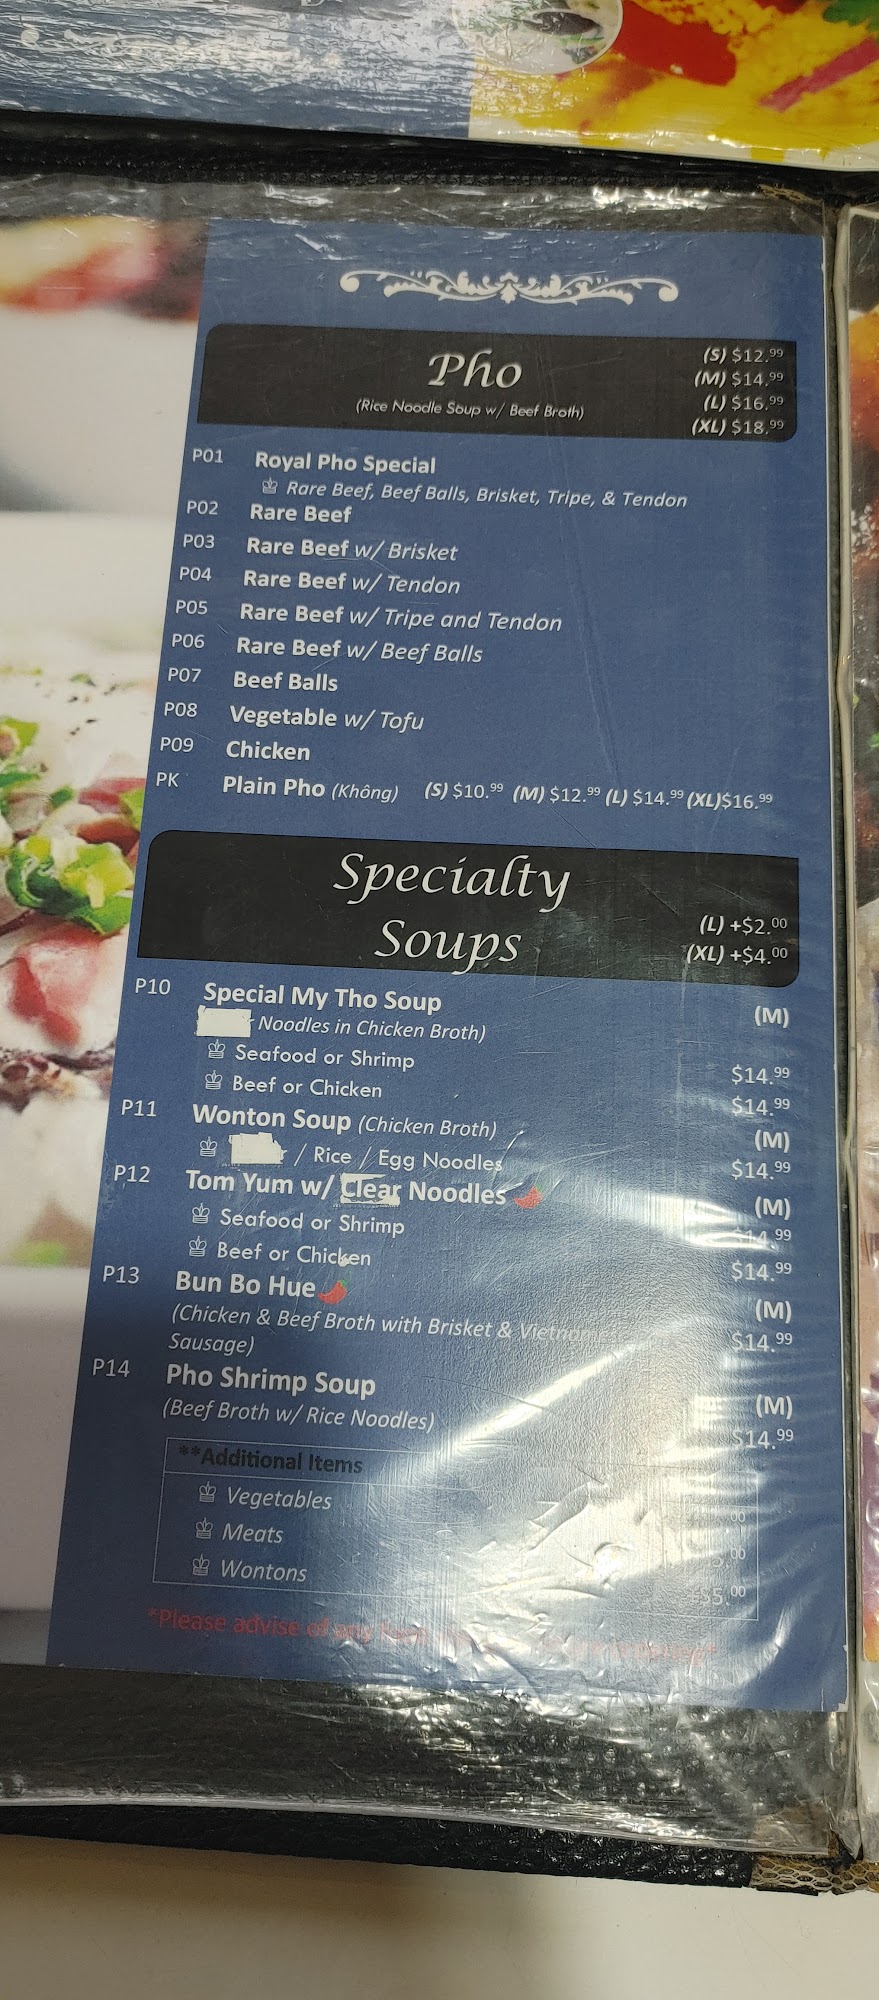 Pho
(Rice Noodle Soup w/ Beef Broth)
(S) $12.99
(M) $14.99
(L) $16.99
(XL) $18.99
P01 Royal Pho Special
Rare Beef, Beef Balls, Brisket, Tripe, & Tendon
P02 Rare Beef
P03 Rare Beef w/ Brisket
P04 Rare Beef w/ Tendon
P05 Rare Beef w/ Tripe and Tendon
P06 Rare Beef w/ Beef Balls
P07 Beef Balls
P08 Vegetable w/ Tofu
P09 Chicken
PK Plain Pho (Không) (S) $10.99 (M) $12.99 (L) $14.99 (XL)$16.99
Specialty
Soups
(L) +$2.00
(XL) +$4.00
P10 Special My Tho Soup (M)
Noodles in Chicken Broth)
Seafood or Shrimp $14.99
Beef or Chicken $14.99
P11 Wonton Soup (Chicken Broth) (M)
/ Rice / Egg Noodles $14.99
P12 Tom Yum w/ Clear Noodles (M)
Seafood or Shrimp $14.99
Beef or Chicken $14.99
P13 Bun Bo Hue (M)
(Chicken & Beef Broth with Brisket & $14.99
Sausage)
P14 Pho Shrimp Soup (M)
(Beef Broth w/ Rice Noodles) $14.99
**Additional Items
Vegetables
Meats
Wontons
*Please advise of any